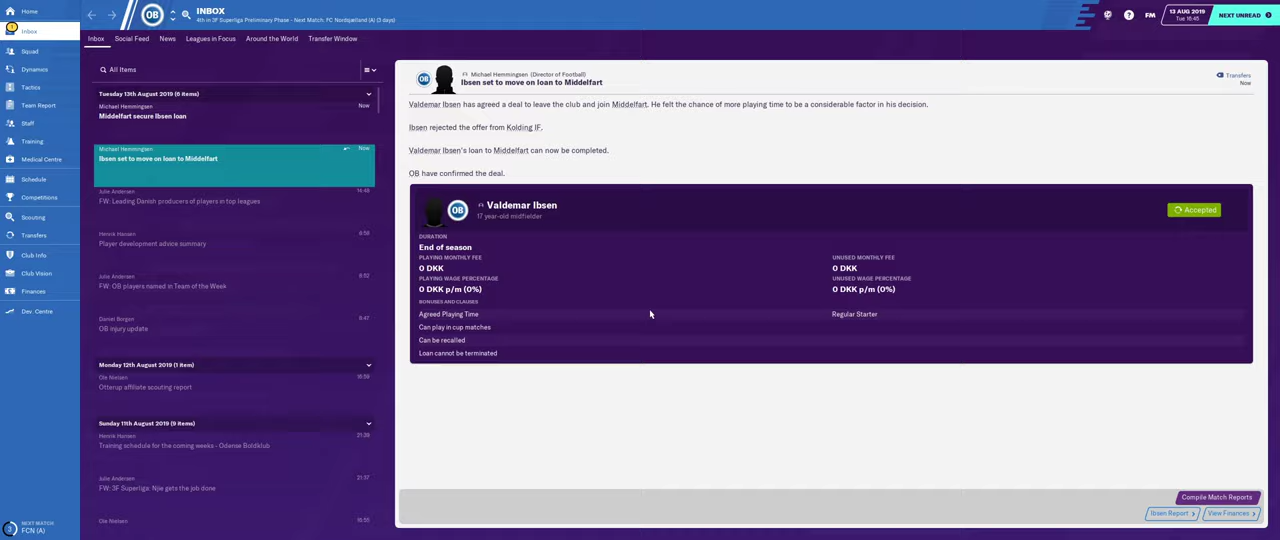 INBOX
4th in 3F Superliga Preliminary Phase - Next Match: FC Nordsjælland (A) (3 days)
FM
13 AUG 2019
Tue 16:45
NEXT UNREAD
Home
Inbox
Squad
Dynamics
Tactics
Team Report
Staff
Training
Medical Centre
Schedule
Competitions
Scouting
Transfers
Club Info
Club Vision
Finances
Dev. Centre
NEXT MATCH
FCN (A)
Inbox Social Feed News Leagues in Focus Around the World Transfer Window
All Items
Tuesday 13th August 2019 (6 items)
Michael Hemmingsen Now
Middelfart secure Ibsen loan
Michael Hemmingsen Now
Ibsen set to move on loan to Middelfart
Julie Andersen 14:49
FW: Leading Danish producers of players in top leagues
Henrik Hansen
Player development advice summary
Julie Andersen
FW: OB players named in Team of the Week
Daniel Borgen 8:47
OB injury update
Monday 12th August 2019 (1 item)
Ole Nielsen 16:59
Otterup affiliate scouting report
Sunday 11th August 2019 (9 items)
Henrik Hansen 21:39
Training schedule for the coming weeks - Odense Boldklub
Julie Andersen 21:37
FW: 3F Superliga: Njie gets the job done
Ole Nielsen 16:55
Michael Hemmingsen (Director of Football)
Ibsen set to move on loan to Middelfart
Transfers
Now
Valdemar Ibsen has agreed a deal to leave the club and join Middelfart. He felt the chance of more playing time to be a considerable factor in his decision.
Ibsen rejected the offer from Kolding IF.
Valdemar Ibsen's loan to Middelfart can now be completed.
OB have confirmed the deal.
OB
Valdemar Ibsen
17 year-old midfielder
Accepted
DURATION
End of season
PLAYING MONTHLY FEE UNUSED MONTHLY FEE
0 DKK 0 DKK
PLAYING WAGE PERCENTAGE UNUSED WAGE PERCENTAGE
0 DKK p/m (0%) 0 DKK p/m (0%)
BONUSES AND CLAUSES
Agreed Playing Time Regular Starter
Can play in cup matches
Can be recalled
Loan cannot be terminated
Compile Match Reports
Ibsen Report View Finances